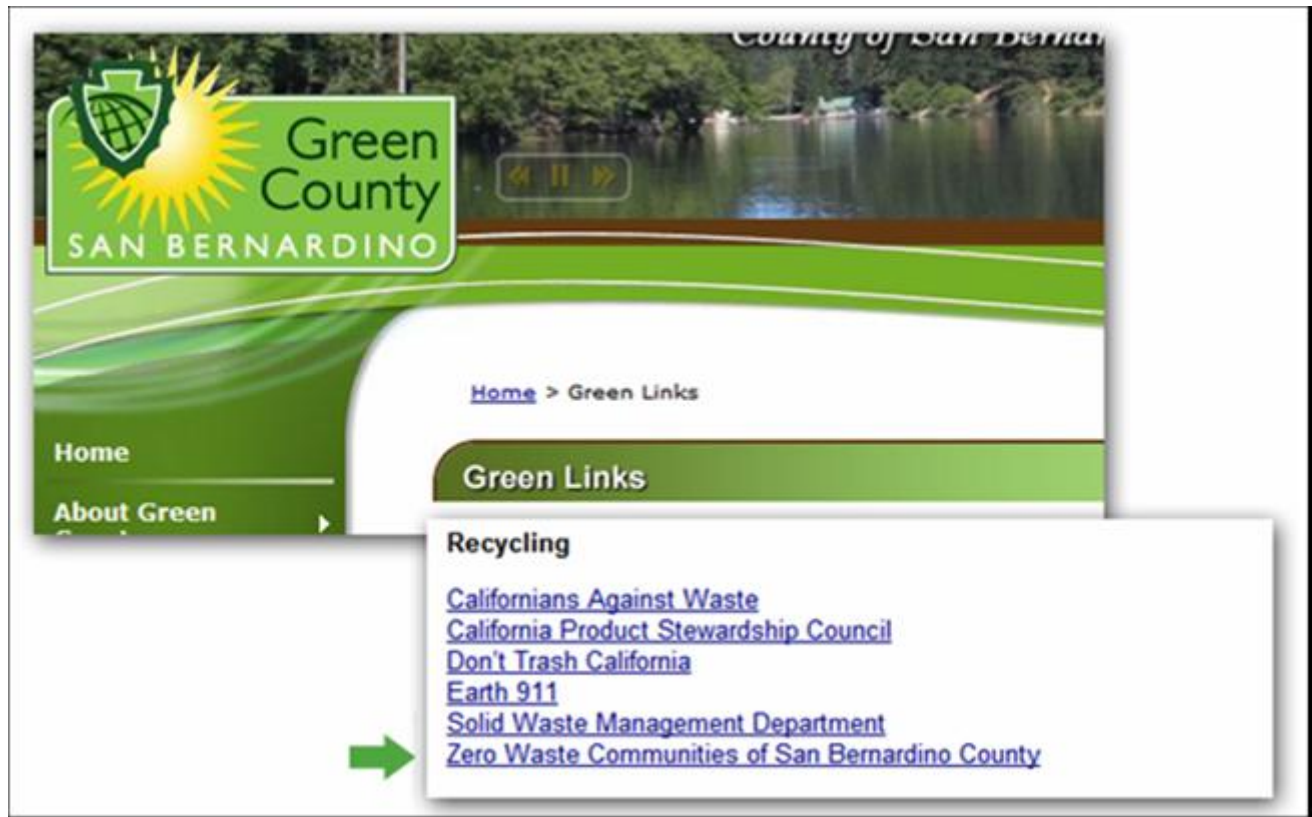 County of San Bernar
Green
County
SAN BERNARDINO
Home > Green Links
Home
Green Links
About Green
Recycling
Californians Against Waste
California Product Stewardship Council
Don't Trash California
Earth 911
Solid Waste Management Department
Zero Waste Communities of San Bernardino County